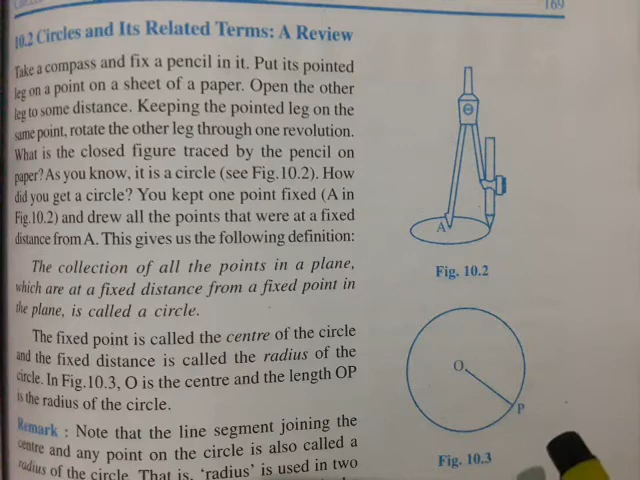 169
10.2 Circles and Its Related Terms: A Review
Take a compass and fix a pencil in it. Put its pointed
leg on a point on a sheet of a paper. Open the other
leg to some distance. Keeping the pointed leg on the
same point, rotate the other leg through one revolution.
What is the closed figure traced by the pencil on
paper? As you know, it is a circle (see Fig.10.2). How
did you get a circle? You kept one point fixed (A in
Fig.10.2) and drew all the points that were at a fixed
distance from A. This gives us the following definition:
The collection of all the points in a plane,
which are at a fixed distance from a fixed point in
the plane, is called a circle.
The fixed point is called the centre of the circle
and the fixed distance is called the radius of the
circle. In Fig.10.3, O is the centre and the length OP
is the radius of the circle.
Remark : Note that the line segment joining the
centre and any point on the circle is also called a
radius of the circle. That is, 'radius' is used in two
A
Fig. 10.2
O
P
Fig. 10.3